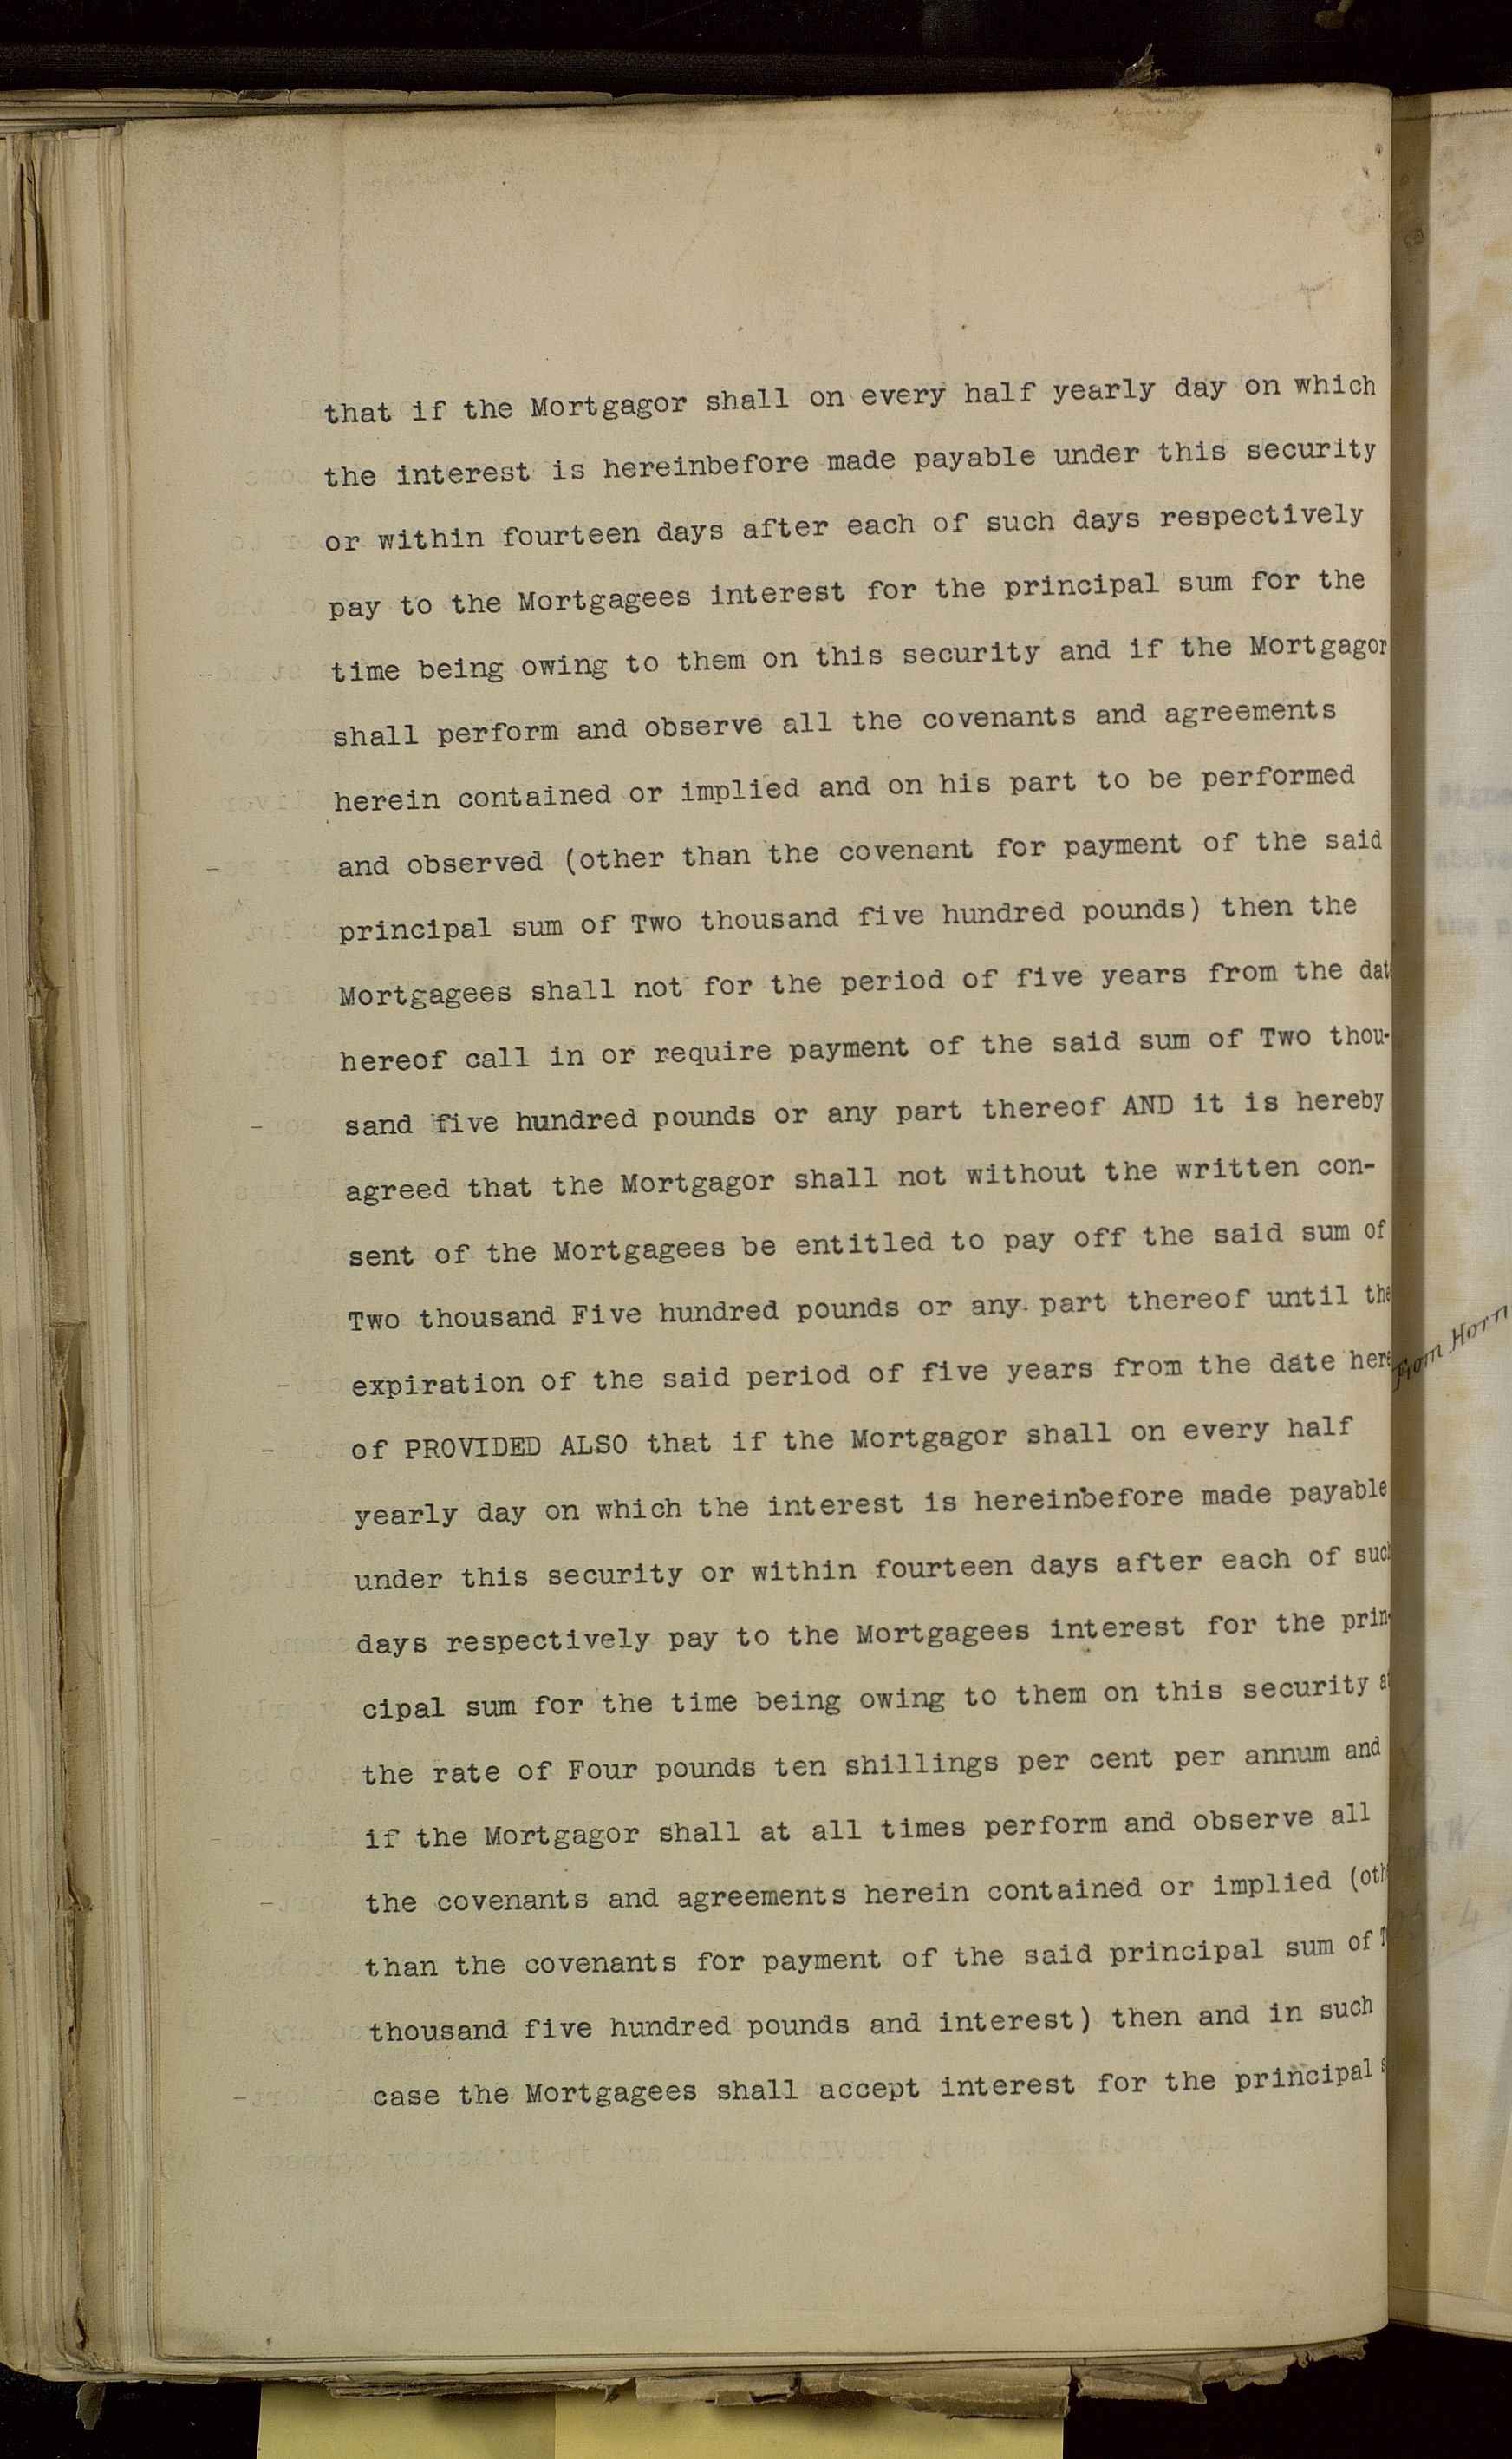 that if the Mortgagor shall on every half yearly day on which
the interest is hereinbefore made payable under this security
or within fourteen days after each of such days respectively
pay to the Mortgagees interest for the principal sum for the
time being owing to them on this security and if the Mortgagor
shall perform and observe all the covenants and agreements
herein contained or implied and on his part to be performed
and observed (other than the covenant for payment of the said
principal sum of Two thousand five hundred pounds) then the
Mortgagees shall not for the period of five years from the dat
hereof call in or require payment of the said sum of Two thou-
sand five hundred pounds or any part thereof AND it is hereby
agreed that the Mortgagor shall not without the written con-
sent of the Mortgagees be entitled to pay off the said sum of
Two thousand Five hundred pounds or any part thereof until the
expiration of the said period of five years from the date here
of PROVIDED ALSO that if the Mortgagor shall on every half
yearly day on which the interest is hereinbefore made payable
under this security or within fourteen days after each of such
days respectively pay to the Mortgagees interest for the prin-
cipal sum for the time being owing to them on this security a
the rate of Four pounds ten shillings per cent per annum and
if the Mortgagor shall at all times perform and observe all
the covenants and agreements herein contained or implied (oth
than the covenants for payment of the said principal sum of T
thousand five hundred pounds and interest) then and in such
case the Mortgagees shall accept interest for the principal s
from Horn